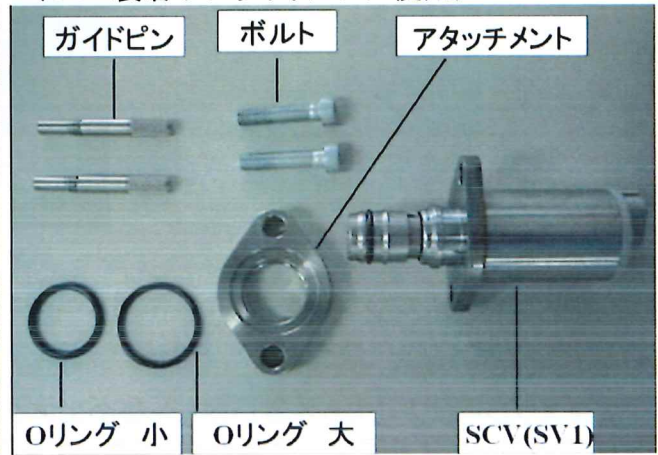 ガイドピン
ボルト
アタッチメント
Oリング 小
Oリング 大
SCV(SV1)